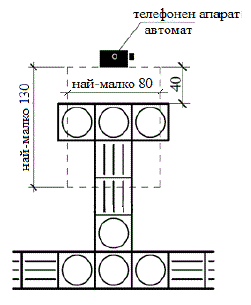 телефонен апарат
автомат
най-малко 80
40
най-малко 130